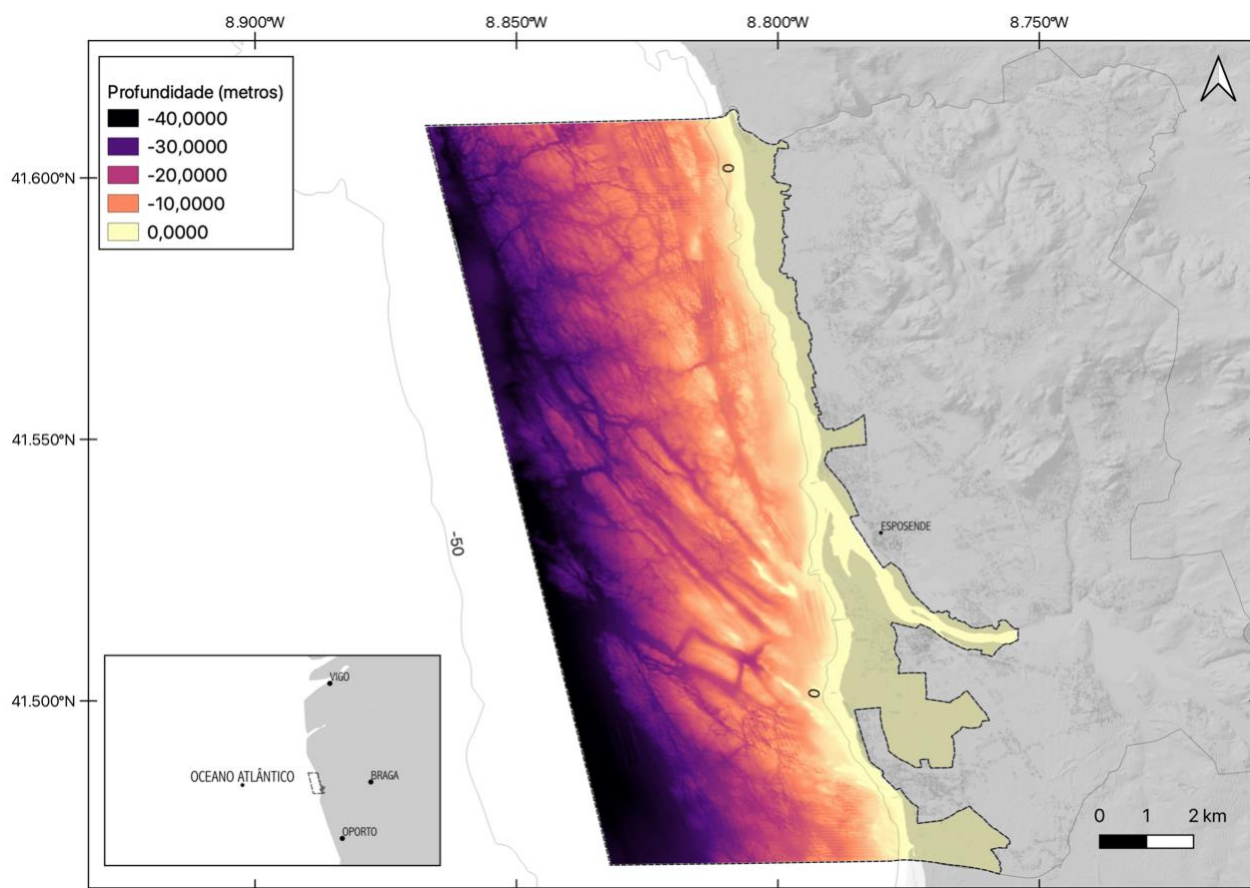 8.900°W
8.850°W
8.800°W
8.750°W
Profundidade (metros)
-40,0000
-30,0000
-20,0000
-10,0000
0,0000
41.600°N
0
41.550°N
ESPOSENDE
-50
41.500°N
0
VIGO
OCEANO ATLÂNTICO
BRAGA
OPORTO
0 1 2 km